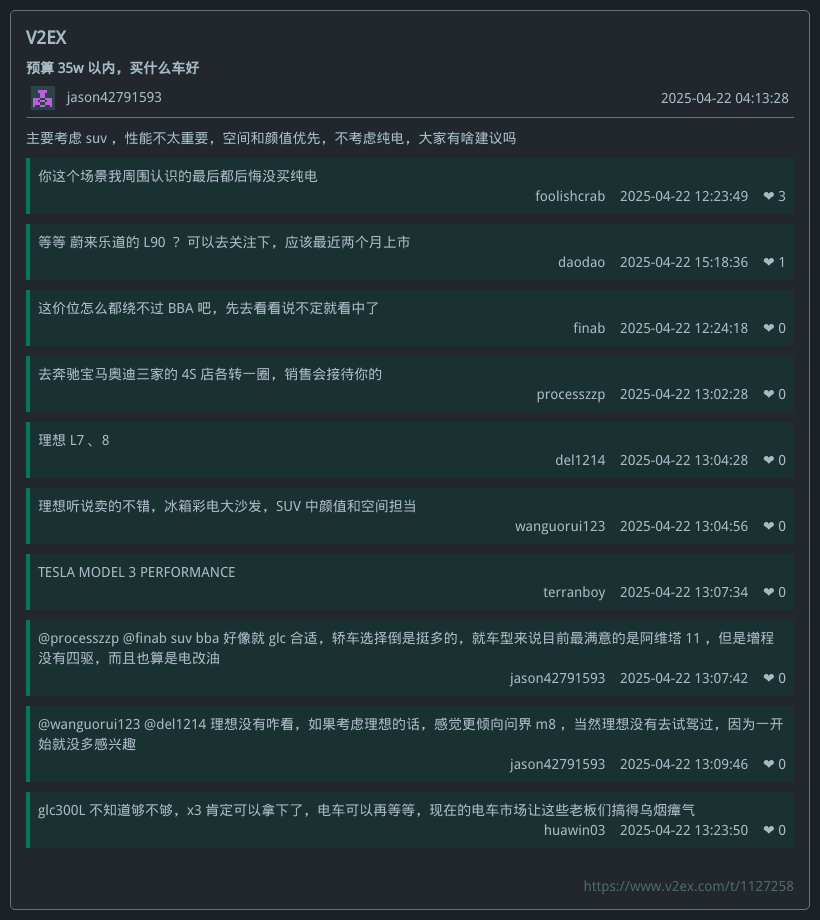 V2EX
预算 35w 以内，买什么车好
jason42791593 2025-04-22 04:13:28
主要考虑 suv ，性能不太重要，空间和颜值优先，不考虑纯电，大家有啥建议吗
你这个场景我周围认识的最后都后悔没买纯电
foolishcrab 2025-04-22 12:23:49 ❤ 3
等等 蔚来乐道的 L90 ？可以去关注下，应该最近两个月上市
daodao 2025-04-22 15:18:36 ❤ 1
这价位怎么都绕不过 BBA 吧，先去看看说不定就看中了
finab 2025-04-22 12:24:18 ❤ 0
去奔驰宝马奥迪三家的 4S 店各转一圈，销售会接待你的
processzzp 2025-04-22 13:02:28 ❤ 0
理想 L7 、8
del1214 2025-04-22 13:04:28 ❤ 0
理想听说卖的不错，冰箱彩电大沙发，SUV 中颜值和空间担当
wanguorui123 2025-04-22 13:04:56 ❤ 0
TESLA MODEL 3 PERFORMANCE
terranboy 2025-04-22 13:07:34 ❤ 0
@processzzp @finab suv bba 好像就 glc 合适，轿车选择倒是挺多的，就车型来说目前最满意的是阿维塔 11 ，但是增程
没有四驱，而且也算是电改油
jason42791593 2025-04-22 13:07:42 ❤ 0
@wanguorui123 @del1214 理想没有咋看，如果考虑理想的话，感觉更倾向问界 m8 ，当然理想没有去试驾过，因为一开
始就没多感兴趣
jason42791593 2025-04-22 13:09:46 ❤ 0
glc300L 不知道够不够，x3 肯定可以拿下了，电车可以再等等，现在的电车市场让这些老板们搞得乌烟瘴气
huawin03 2025-04-22 13:23:50 ❤ 0
https://www.v2ex.com/t/1127258